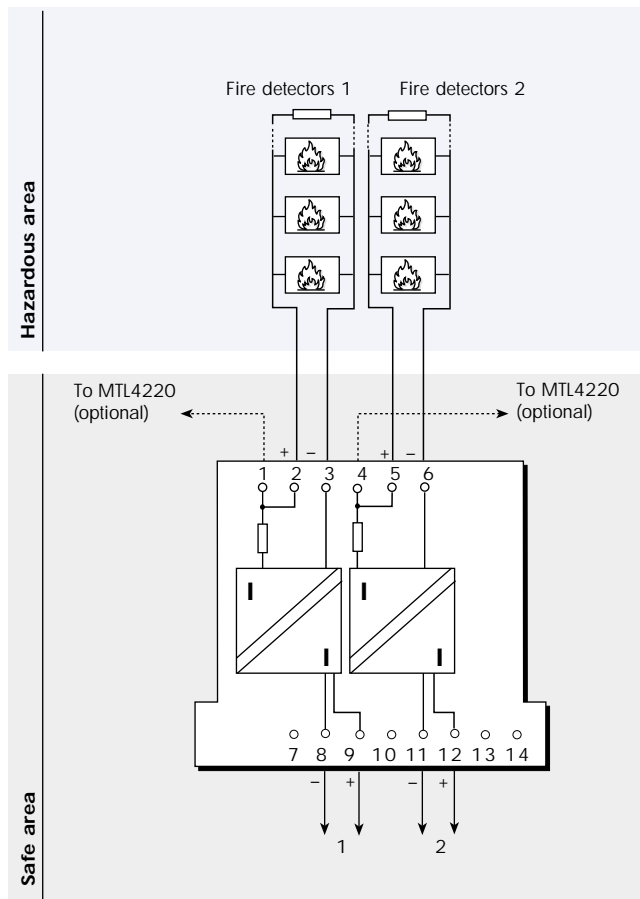 Fire detectors 1
Fire detectors 2
Hazardous area
To MTL4220
(optional)
To MTL4220
(optional)
+ – + –
1 2 3 4 5 6
I I
I I
7 8 9 10 11 12 13 14
– + – +
1 2
Safe area